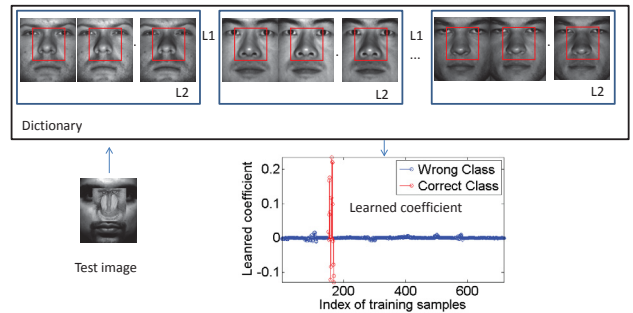 L1
L1
...
L2
L2
L2
Dictionary
Test image
Leanred coefficient
0.2
0.1
0
-0.1
Wrong Class
Correct Class
Learned coefficient
200
400
600
Index of training samples